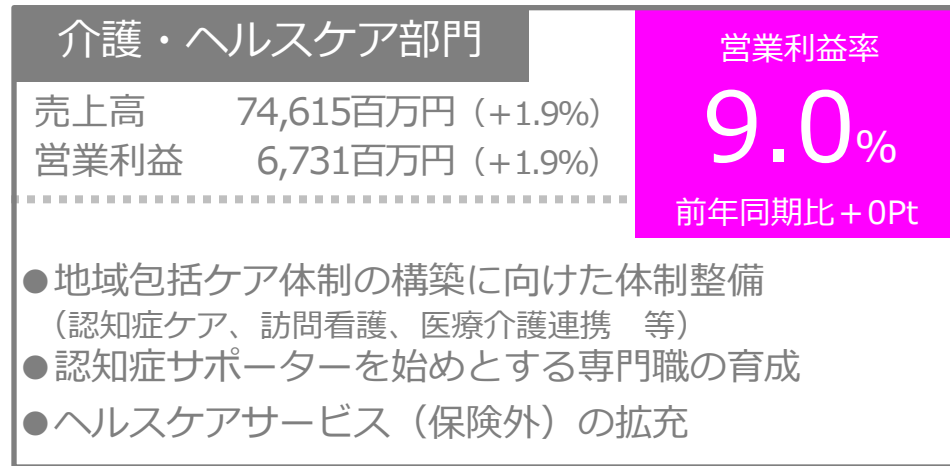 介護・ヘルスケア部門
売上高 74,615百万円（+1.9%）
営業利益 6,731百万円（+1.9%）
営業利益率
9.0%
前年同期比＋0Pt
●地域包括ケア体制の構築に向けた体制整備
（認知症ケア、訪問看護、医療介護連携　等）
●認知症サポーターを始めとする専門職の育成
●ヘルスケアサービス（保険外）の拡充